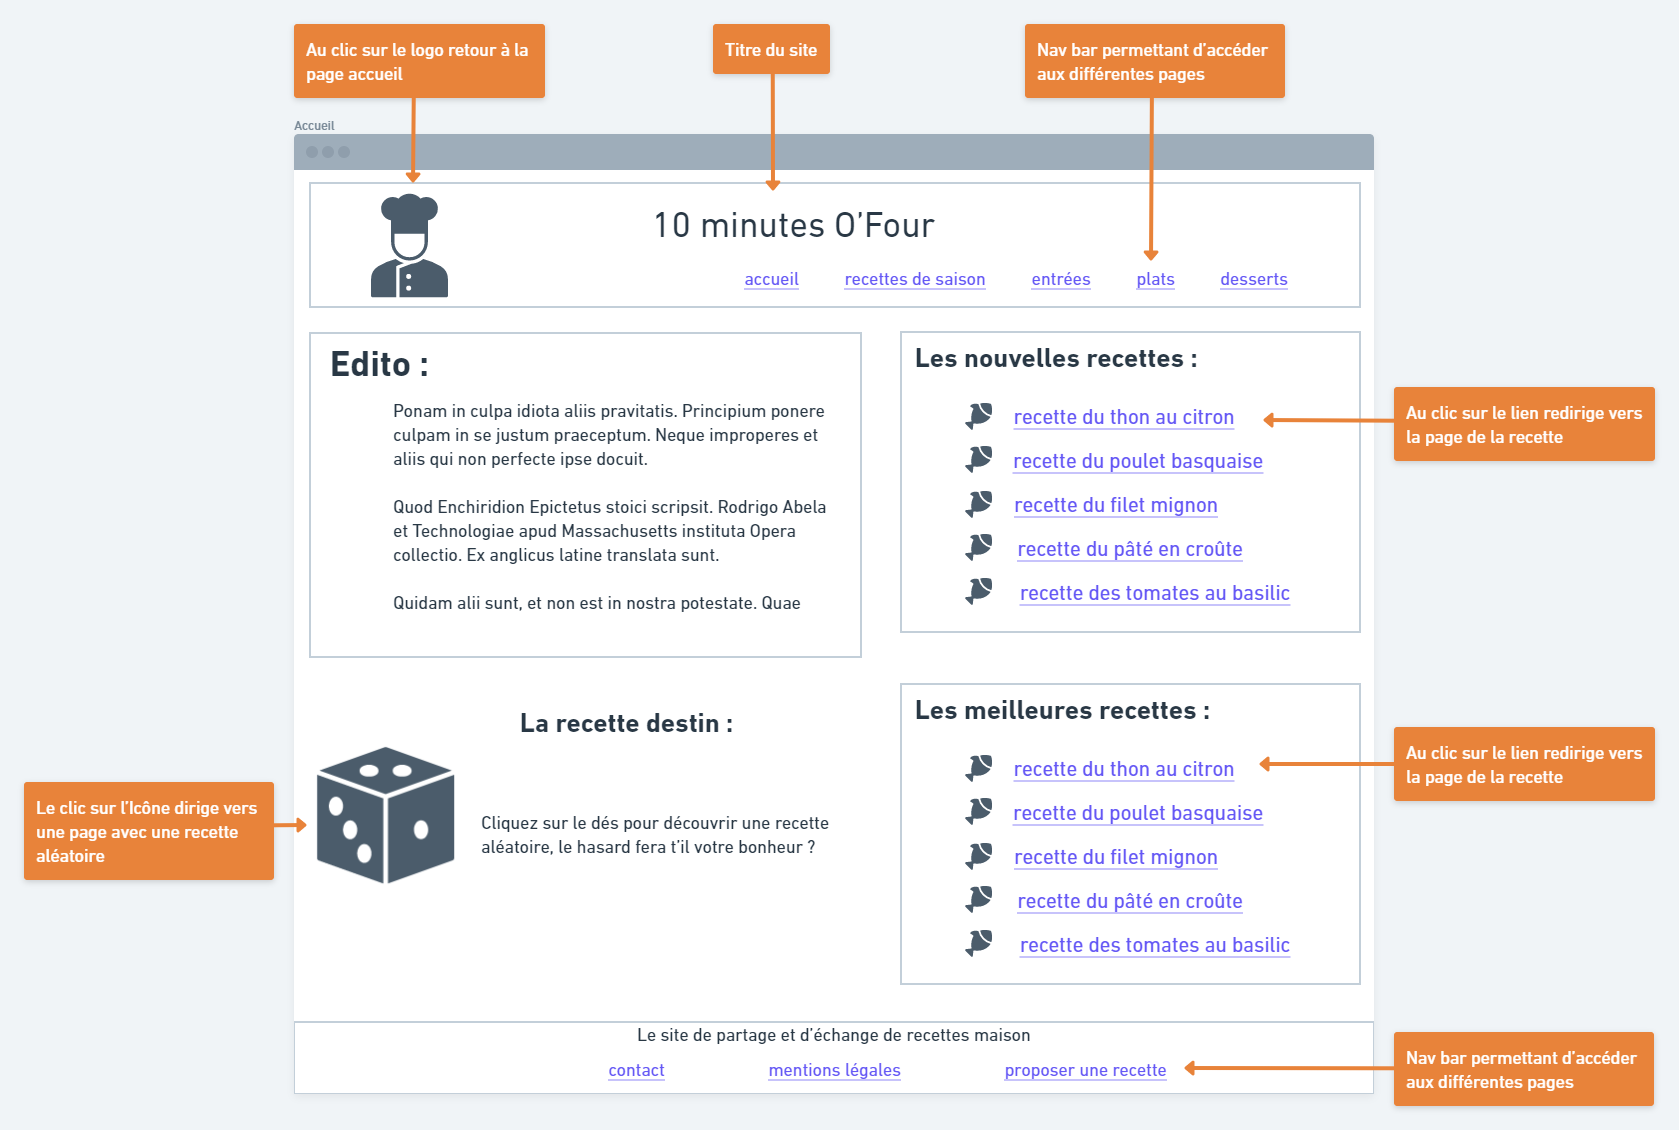 Au clic sur le logo retour à la
page accueil
Titre du site
Nav bar permettant d'accéder
aux différentes pages
Accueil
10 minutes O'Four
accueil
recettes de saison
entrées
plats
desserts
Edito :
Ponam in culpa idiota aliis pravitatis. Principium ponere
culpam in se justum praeceptum. Neque improperes et
aliis qui non perfecte ipse docuit.
Quod Enchiridion Epictetus stoici scripsit. Rodrigo Abela
et Technologiae apud Massachusetts instituta Opera
collectio. Ex anglicus latine translata sunt.
Quidam alii sunt, et non est in nostra potestate. Quae
Les nouvelles recettes :
recette du thon au citron
recette du poulet basquaise
recette du filet mignon
recette du pâté en croûte
recette des tomates au basilic
Au clic sur le lien redirige vers
la page de la recette
La recette destin :
Le clic sur l'Icône dirige vers
une page avec une recette
aléatoire
Cliquez sur le dés pour découvrir une recette
aléatoire, le hasard fera t'il votre bonheur ?
Les meilleures recettes :
recette du thon au citron
recette du poulet basquaise
recette du filet mignon
recette du pâté en croûte
recette des tomates au basilic
Au clic sur le lien redirige vers
la page de la recette
Le site de partage et d'échange de recettes maison
contact
mentions légales
proposer une recette
Nav bar permettant d'accéder
aux différentes pages